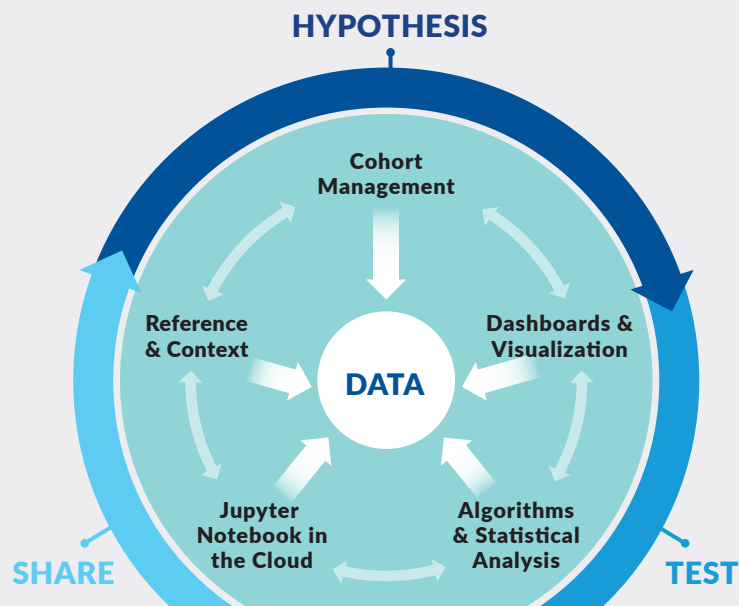 HYPOTHESIS
Cohort
Management
Reference
& Context
Dashboards &
Visualization
DATA
Jupyter
Notebook in
the Cloud
Algorithms
& Statistical
Analysis
SHARE
TEST